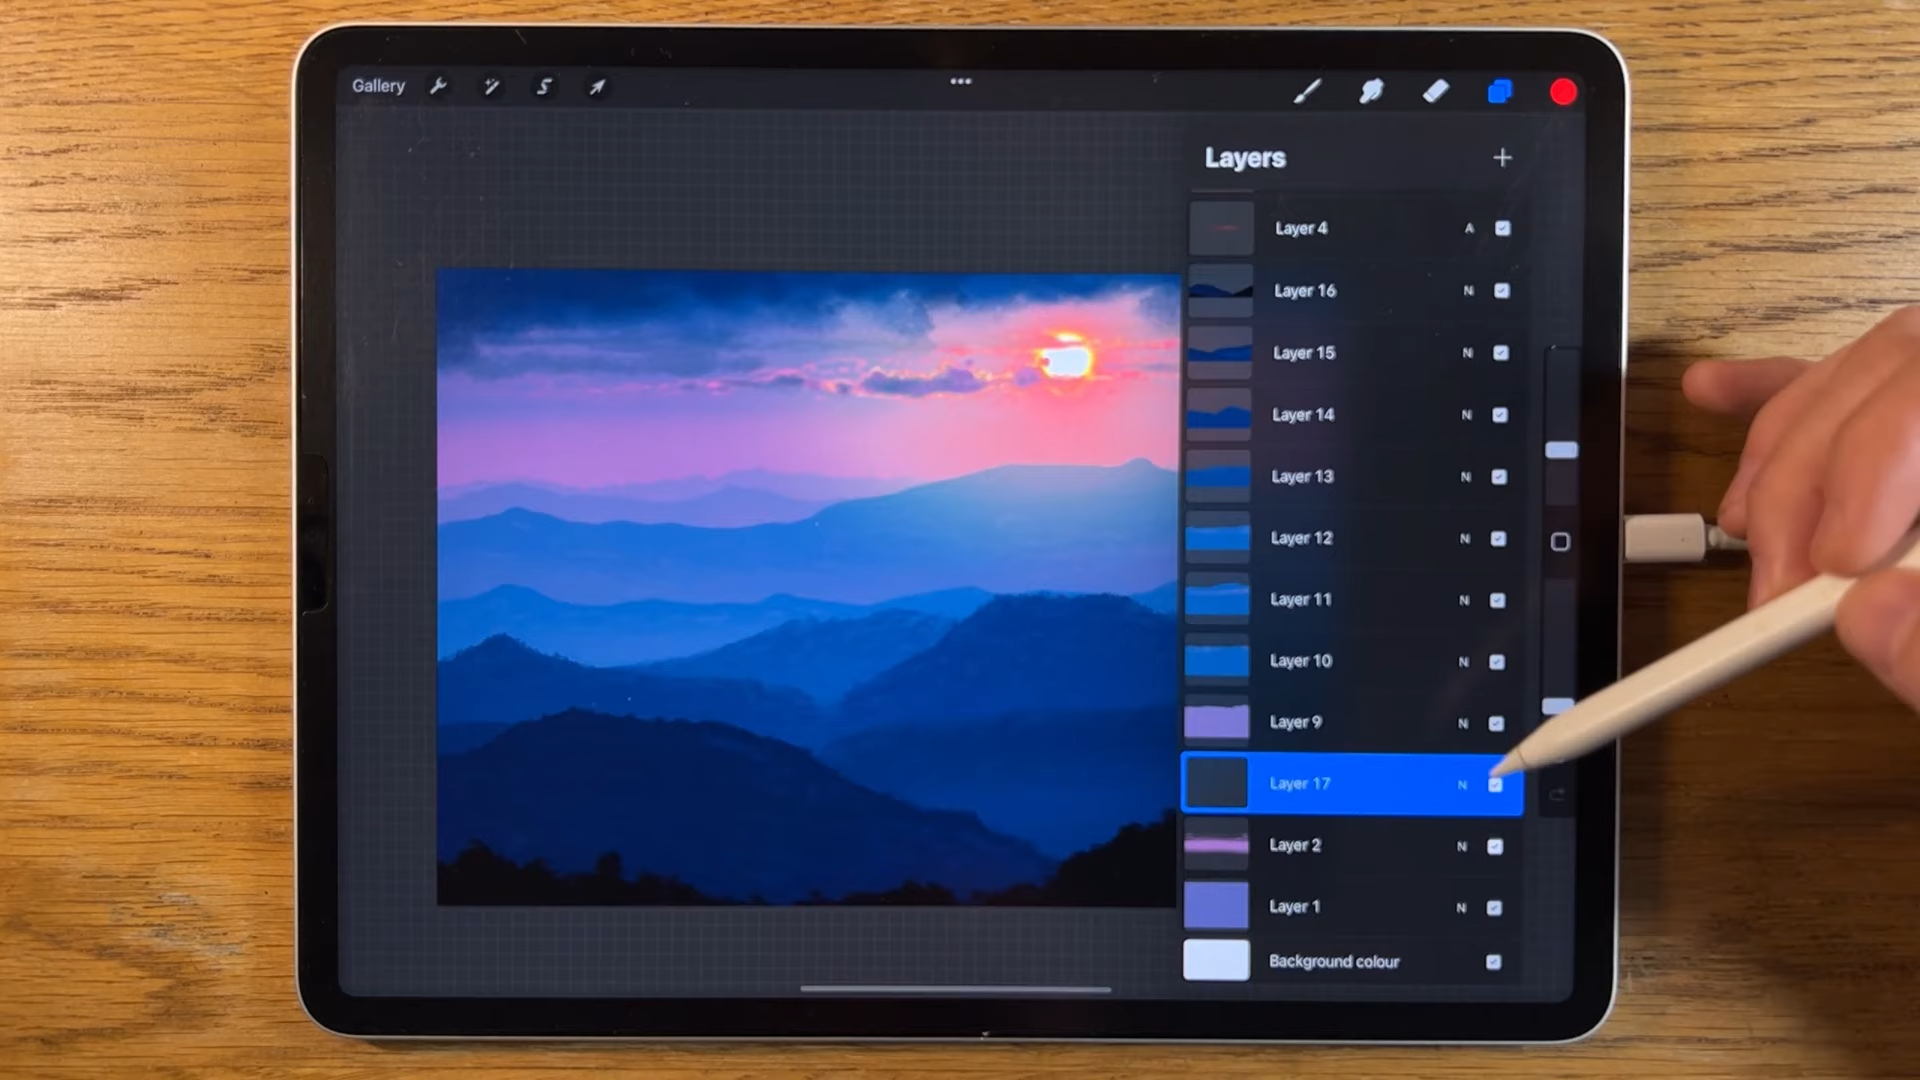 Gallery
Layers
Layer 4 A
Layer 16 N
Layer 15 N
Layer 14 N
Layer 13 N
Layer 12 N
Layer 11 N
Layer 10 N
Layer 9 N
Layer 17 N
Layer 2 N
Layer 1 N
Background colour